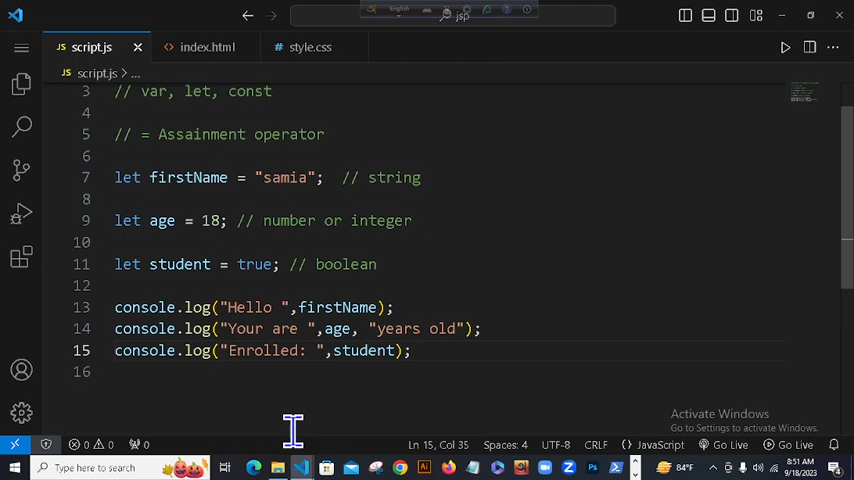 English
jsp
script.js
index.html
style.css
script.js > ...
3 // var, let, const
4
5 // = Assainment operator
6
7 let firstName = "samia";  // string
8
9 let age = 18; // number or integer
10
11 let student = true; // boolean
12
13 console.log("Hello ",firstName);
14 console.log("Your are ",age, "years old");
15 console.log("Enrolled: ",student);
16
Activate Windows
Go to Settings to activate Windows.
0 0 0 Ln 15, Col 35 Spaces: 4 UTF-8 CRLF {} JavaScript Go Live Go Live
Type here to search 84°F 8:51 AM
9/18/2023